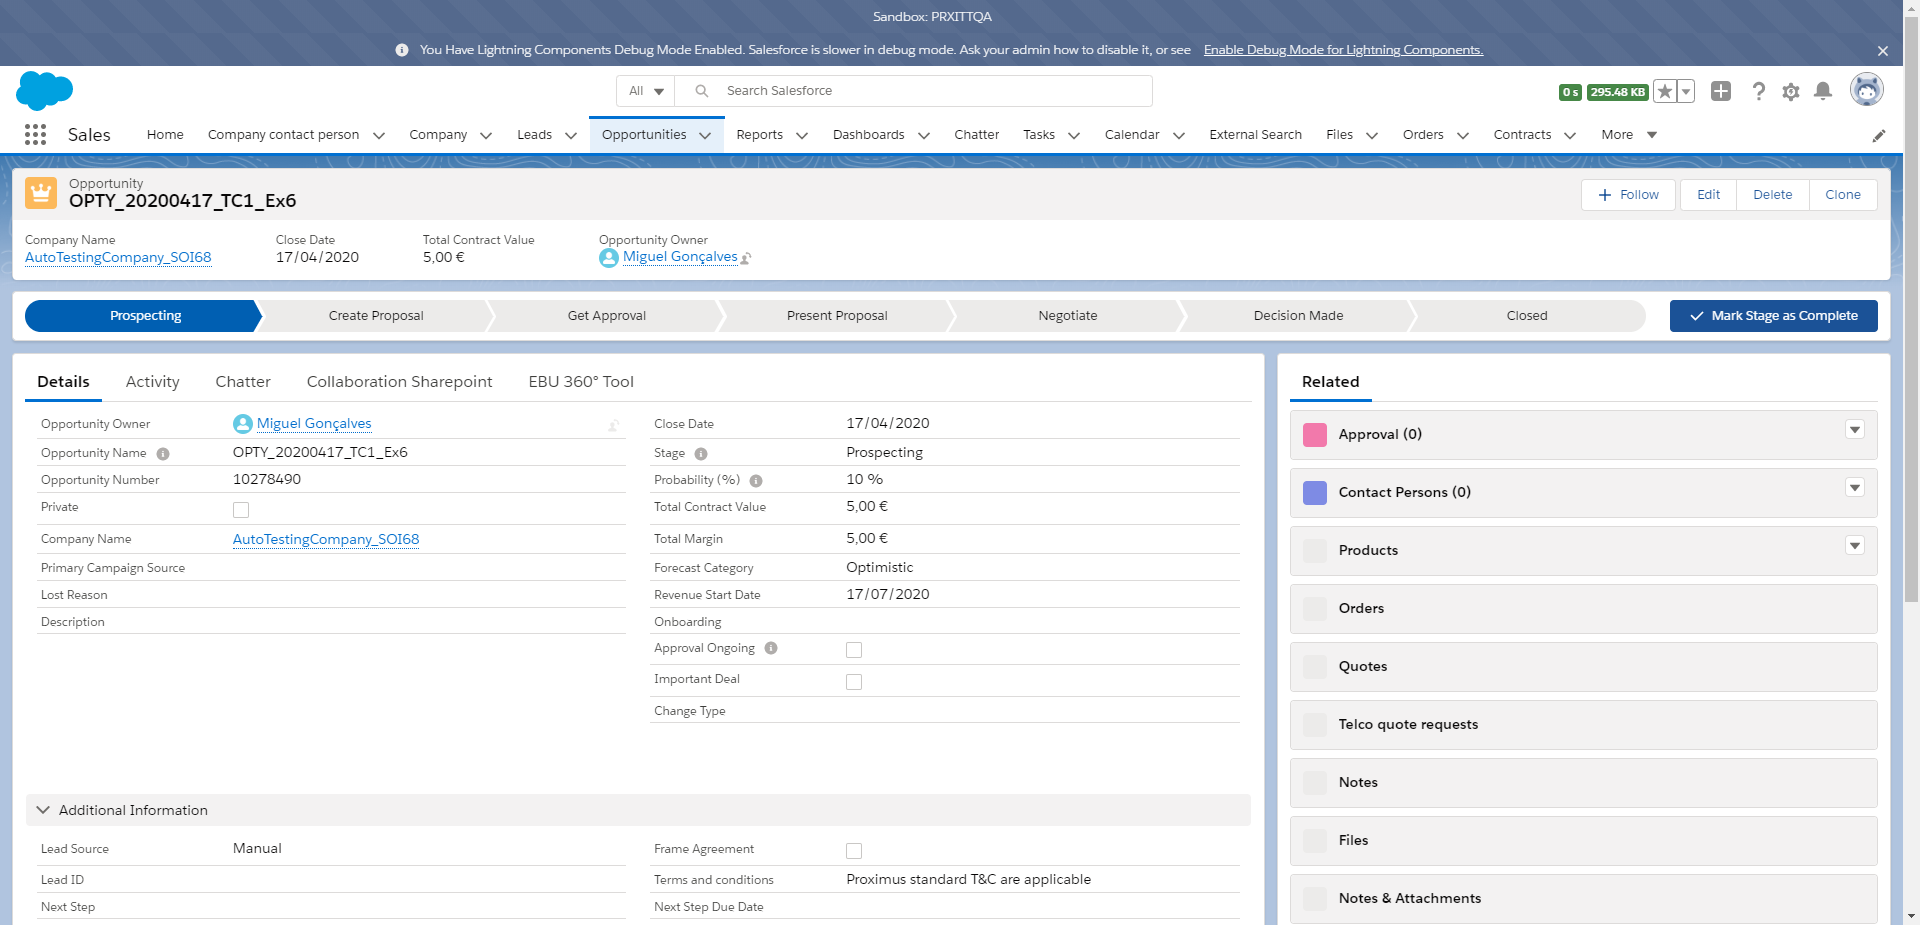 Sandbox: PRXITTQA
You Have Lightning Components Debug Mode Enabled. Salesforce is slower in debug mode. Ask your admin how to disable it, or see Enable Debug Mode for Lightning Components.
All Search Salesforce 0 s 295.48 KB
Sales Home Company contact person Company Leads Opportunities Reports Dashboards Chatter Tasks Calendar External Search Files Orders Contracts More
Opportunity
OPTY_20200417_TC1_Ex6
Follow Edit Delete Clone
Company Name Close Date Total Contract Value Opportunity Owner
AutoTestingCompany_SOI68 17/04/2020 5,00 € Miguel Gonçalves
Prospecting Create Proposal Get Approval Present Proposal Negotiate Decision Made Closed Mark Stage as Complete
Details Activity Chatter Collaboration Sharepoint EBU 360° Tool
Opportunity Owner Miguel Gonçalves
Opportunity Name OPTY_20200417_TC1_Ex6
Opportunity Number 10278490
Private
Company Name AutoTestingCompany_SOI68
Primary Campaign Source
Lost Reason
Description
Close Date 17/04/2020
Stage Prospecting
Probability (%) 10 %
Total Contract Value 5,00 €
Total Margin 5,00 €
Forecast Category Optimistic
Revenue Start Date 17/07/2020
Onboarding
Approval Ongoing
Important Deal
Change Type
Additional Information
Lead Source Manual
Lead ID
Next Step
Frame Agreement
Terms and conditions Proximus standard T&C are applicable
Next Step Due Date
Related
Approval (0)
Contact Persons (0)
Products
Orders
Quotes
Telco quote requests
Notes
Files
Notes & Attachments